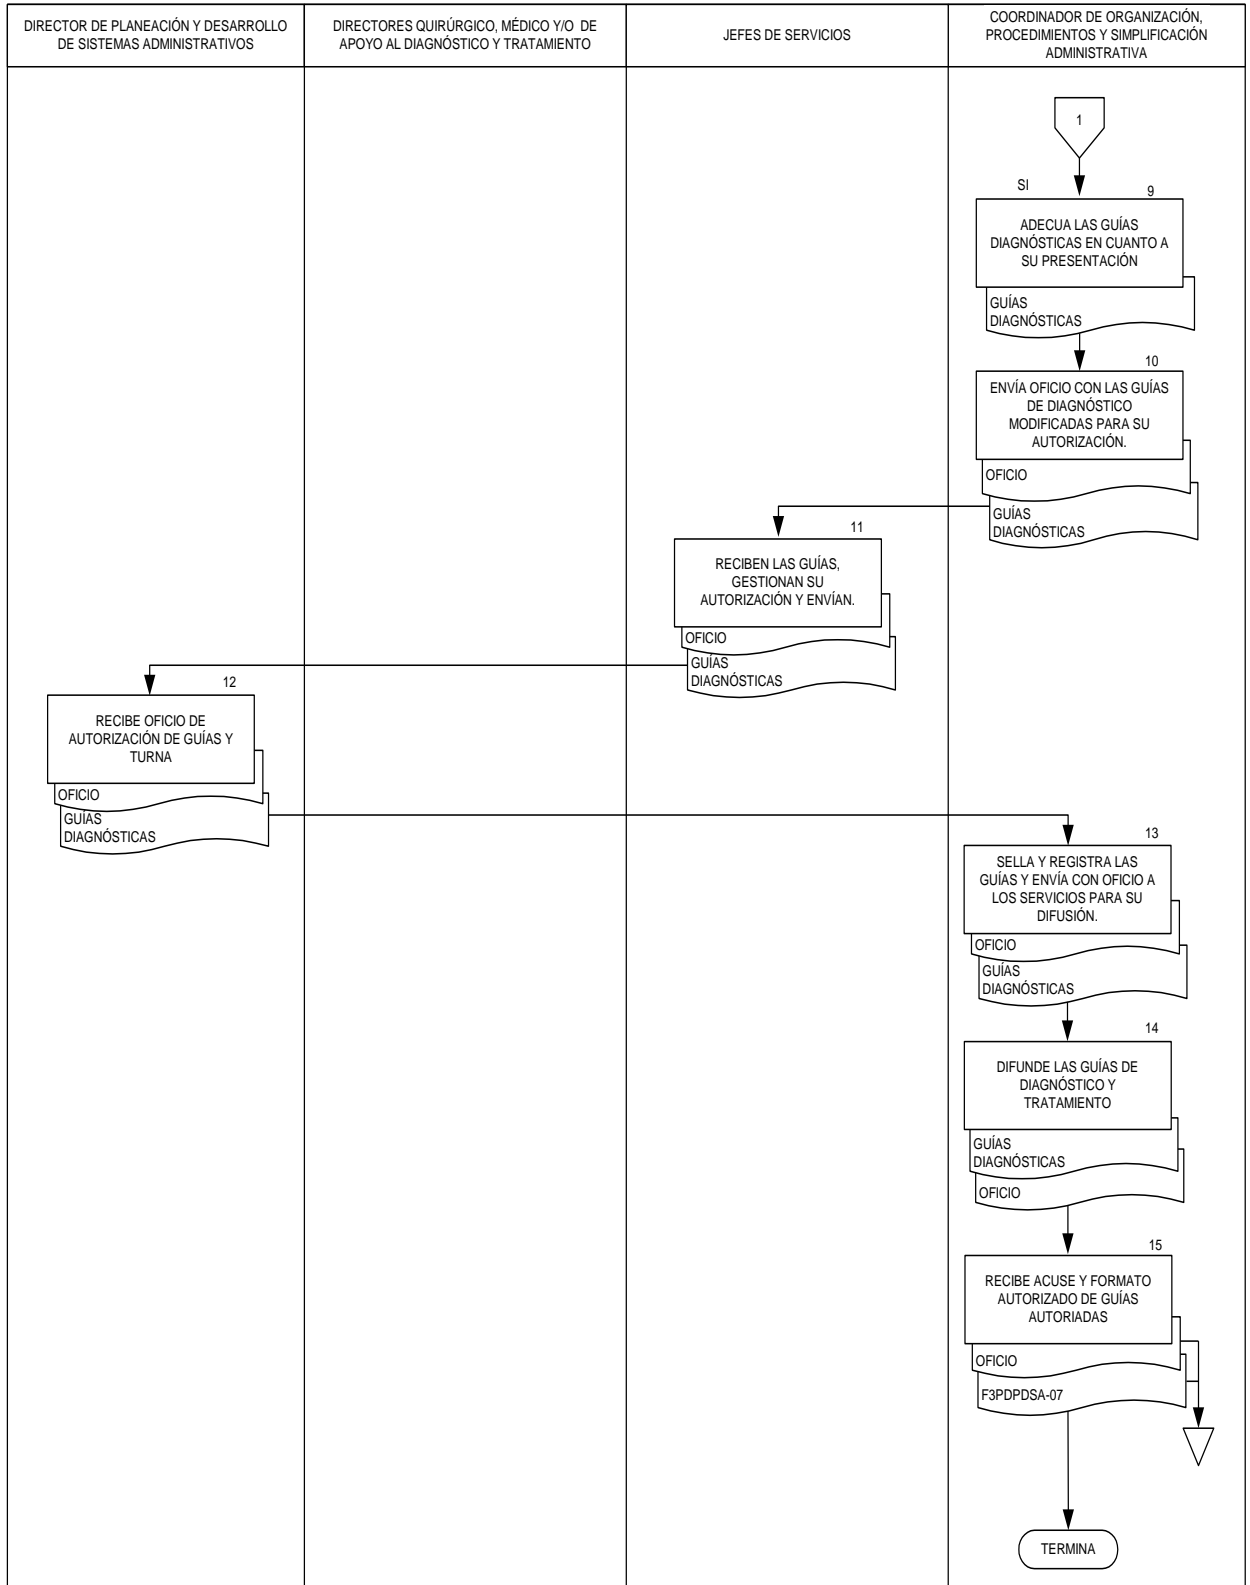 DIRECTOR DE PLANEACIÓN Y DESARROLLO
DE SISTEMAS ADMINISTRATIVOS
DIRECTORES QUIRÚRGICO, MÉDICO Y/O DE
APOYO AL DIAGNÓSTICO Y TRATAMIENTO
JEFES DE SERVICIOS
COORDINADOR DE ORGANIZACIÓN,
PROCEDIMIENTOS Y SIMPLIFICACIÓN
ADMINISTRATIVA
1
SI
9
ADECUA LAS GUÍAS
DIAGNÓSTICAS EN CUANTO A
SU PRESENTACIÓN
GUÍAS
DIAGNÓSTICAS
10
ENVÍA OFICIO CON LAS GUÍAS
DE DIAGNÓSTICO
MODIFICADAS PARA SU
AUTORIZACIÓN.
OFICIO
GUÍAS
DIAGNÓSTICAS
11
RECIBEN LAS GUÍAS,
GESTIONAN SU
AUTORIZACIÓN Y ENVÍAN.
OFICIO
GUÍAS
DIAGNÓSTICAS
12
RECIBE OFICIO DE
AUTORIZACIÓN DE GUÍAS Y
TURNA
OFICIO
GUÍAS
DIAGNÓSTICAS
13
SELLA Y REGISTRA LAS
GUÍAS Y ENVÍA CON OFICIO A
LOS SERVICIOS PARA SU
DIFUSIÓN.
OFICIO
GUÍAS
DIAGNÓSTICAS
14
DIFUNDE LAS GUÍAS DE
DIAGNÓSTICO Y
TRATAMIENTO
GUÍAS
DIAGNÓSTICAS
OFICIO
15
RECIBE ACUSE Y FORMATO
AUTORIZADO DE GUÍAS
AUTORIADAS
OFICIO
F3PDPDSA-07
TERMINA